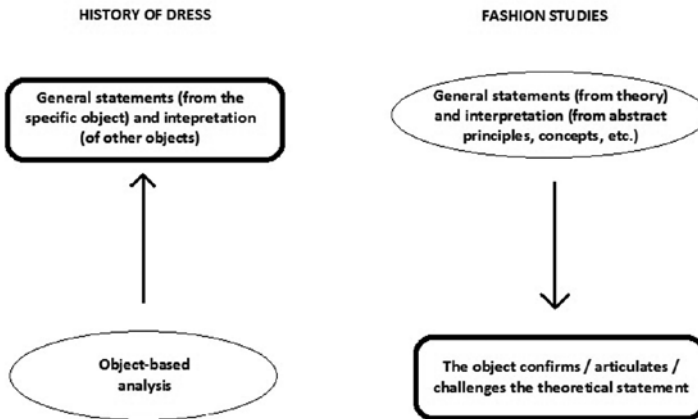 HISTORY OF DRESS
General statements (from the
specific object) and intepretation
(of other objects)
Object-based
analysis
FASHION STUDIES
General statements (from theory)
and interpretation (from abstract
principles, concepts, etc.)
The object confirms / articulates /
challenges the theoretical statement